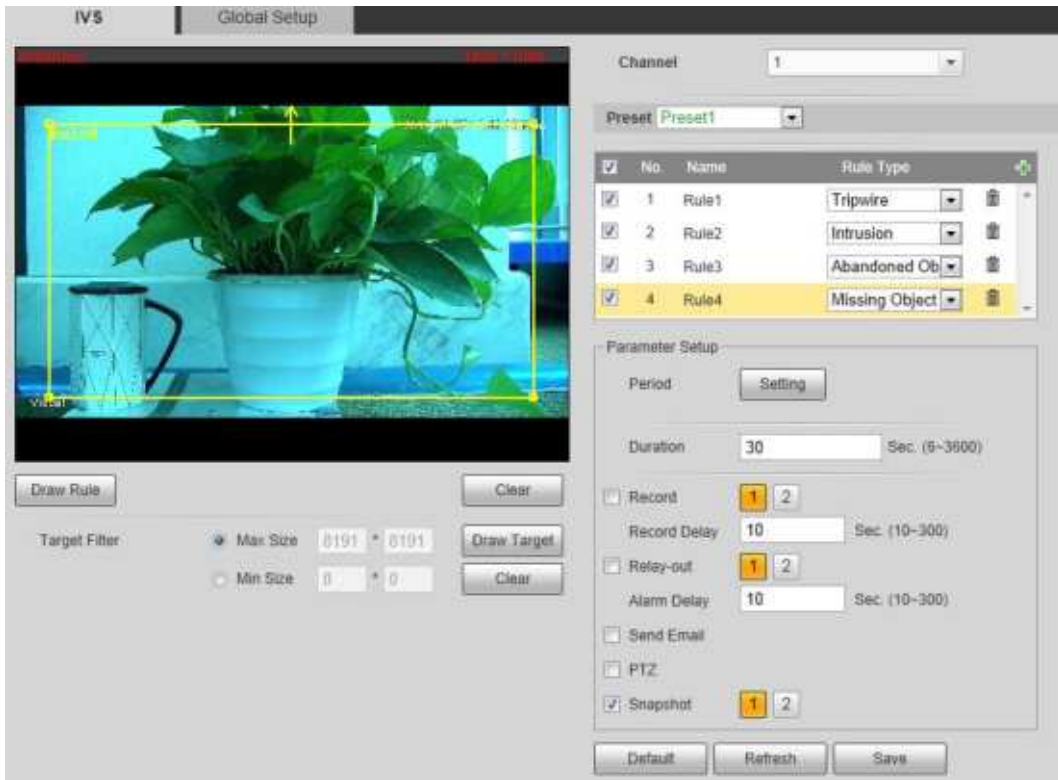 IVS Global Setup
Channel 1
Preset Preset1
No. Name Rule Type
1 Rule1 Tripwire
2 Rule2 Intrusion
3 Rule3 Abandoned Ob
4 Rule4 Missing Object
Parameter Setup
Period Setting
Duration 30 Sec. (6~3600)
Draw Rule Clear
Record 1 2
Record Delay 10 Sec. (10~300)
Target Filter Max Size 8191 * 8191 Draw Target
Relay-out 1 2
Min Size 0 * 0 Clear
Alarm Delay 10 Sec. (10~300)
Send Email
PTZ
Snapshot 1 2
Default Refresh Save